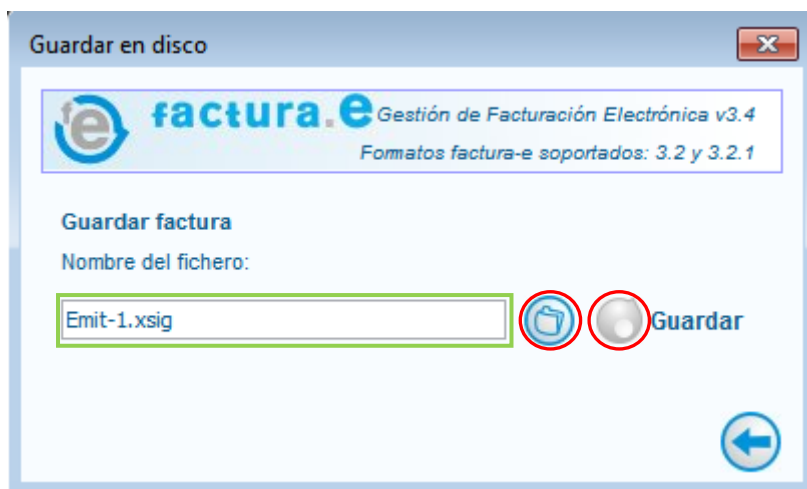 Guardar en disco
e factura.e Gestión de Facturación Electrónica v3.4
Formatos factura-e soportados: 3.2 y 3.2.1
Guardar factura
Nombre del fichero:
Emit-1.xsig Guardar